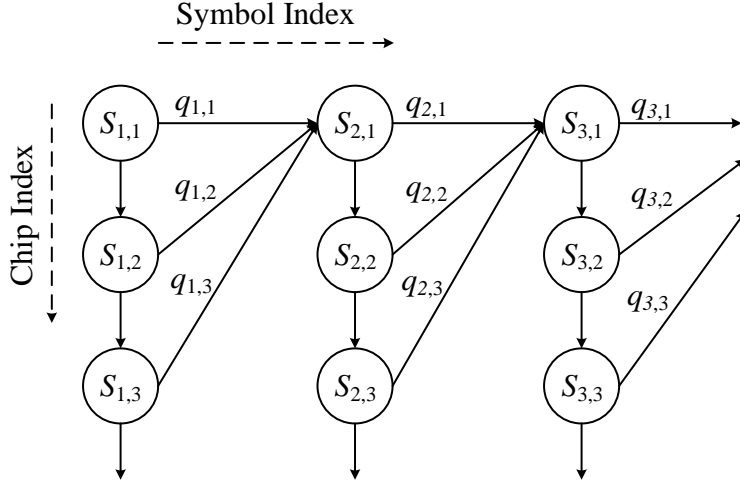 Symbol Index
Chip Index
S1,1
q1,1
S2,1
q2,1
S3,1
q3,1
q1,2
q2,2
q3,2
S1,2
S2,2
S3,2
q1,3
q2,3
q3,3
S1,3
S2,3
S3,3